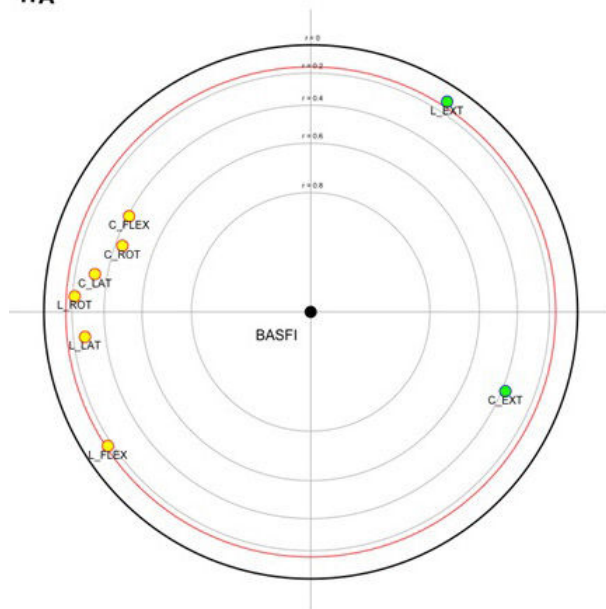 r = 0
r = 0.2
L_EXT
r = 0.4
r = 0.6
r = 0.8
C_FLEX
C_ROT
C_LAT
L_ROT
BASFI
L_LAT
C_EXT
L_FLEX